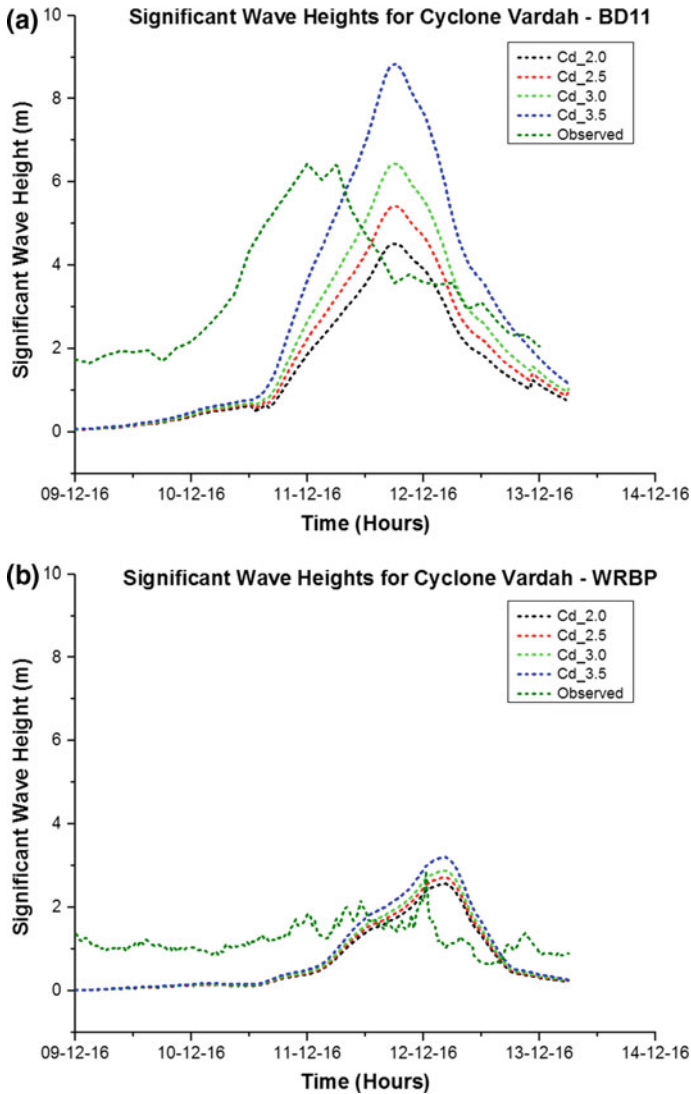 (a)
Significant Wave Heights for Cyclone Vardah - BD11
10
8
6
4
2
0
Significant Wave Height (m)
Cd_2.0
Cd_2.5
Cd_3.0
Cd_3.5
Observed
09-12-16 10-12-16 11-12-16 12-12-16 13-12-16 14-12-16
Time (Hours)
(b)
Significant Wave Heights for Cyclone Vardah - WRBP
10
8
6
4
2
0
Significant Wave Height (m)
Cd_2.0
Cd_2.5
Cd_3.0
Cd_3.5
Observed
09-12-16 10-12-16 11-12-16 12-12-16 13-12-16 14-12-16
Time (Hours)